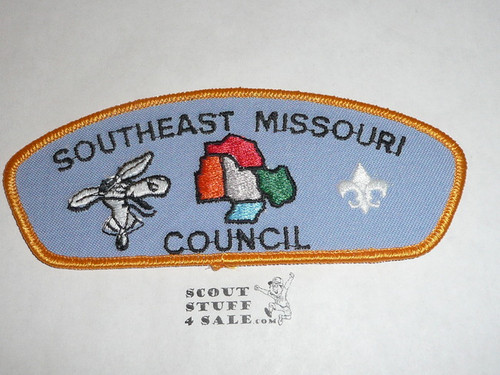 SOUTHEAST MISSOURI
COUNCIL
SCOUT
STUFF
4 SALE.com